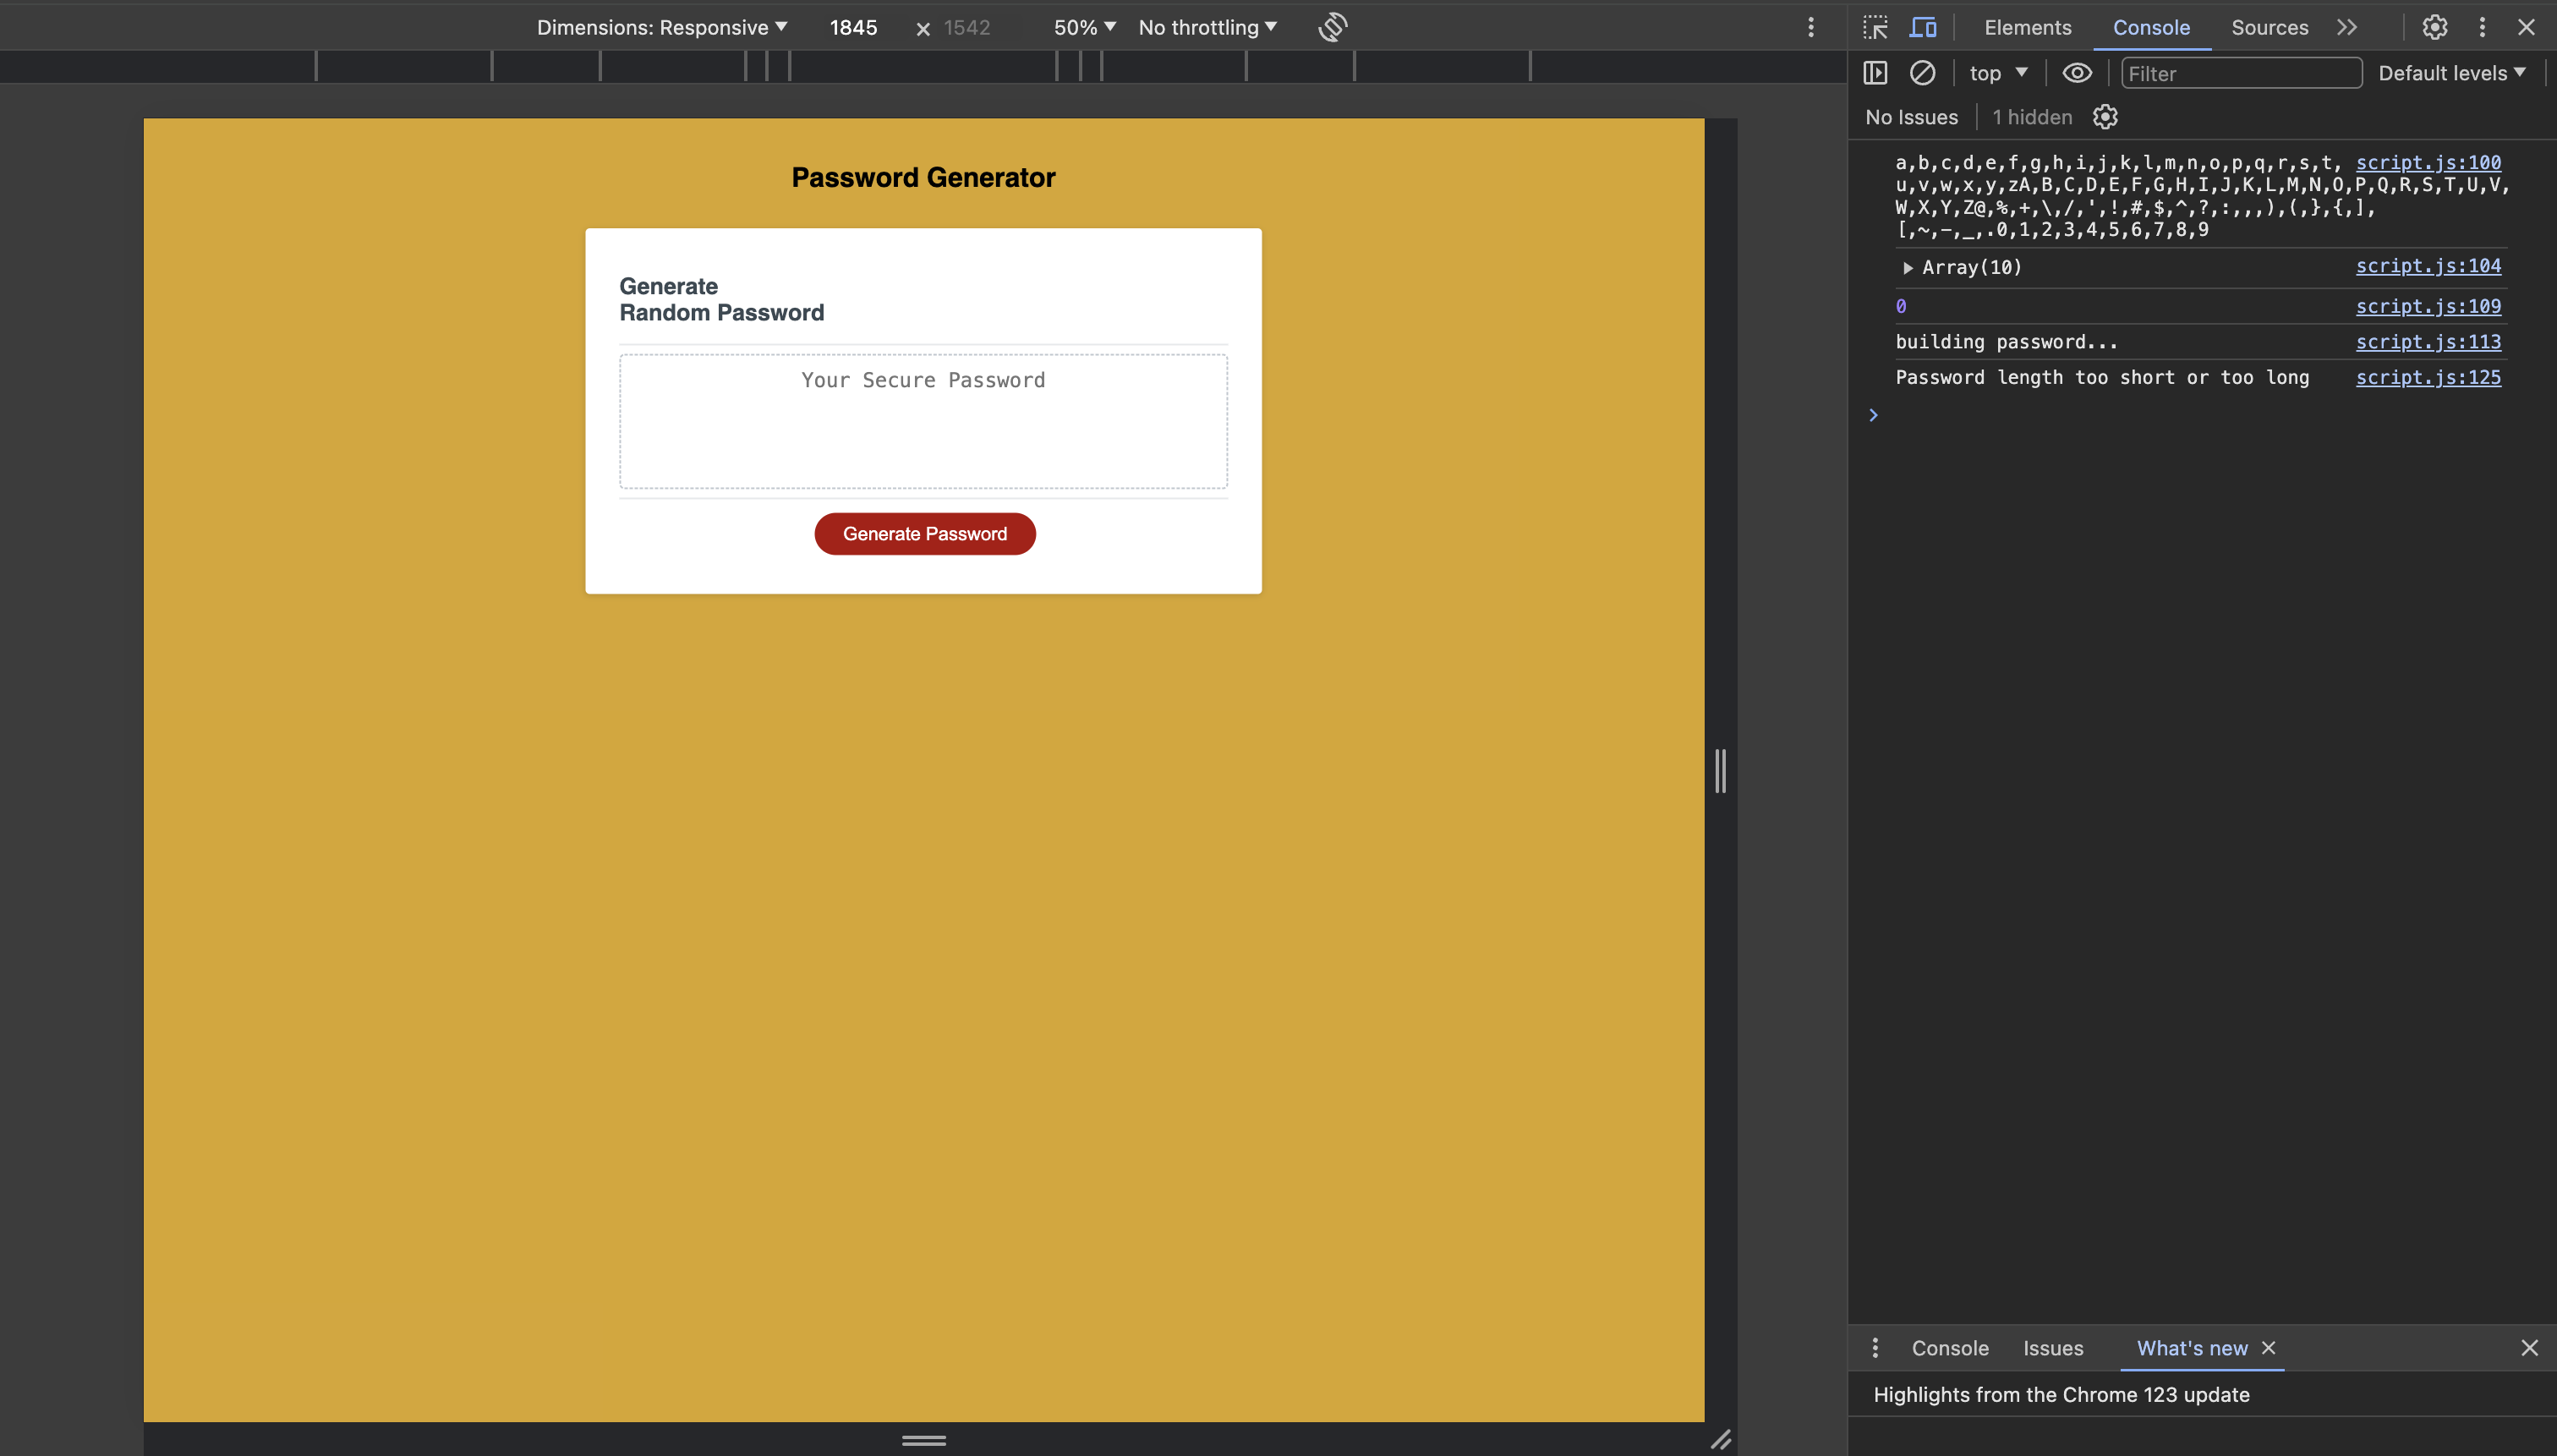 Dimensions: Responsive 1845 × 1542 50% No throttling
Elements Console Sources
top Filter Default levels
No Issues 1 hidden
Password Generator
Generate
Random Password
Your Secure Password
Generate Password
a,b,c,d,e,f,g,h,i,j,k,l,m,n,o,p,q,r,s,t, script.js:100
u,v,w,x,y,zA,B,C,D,E,F,G,H,I,J,K,L,M,N,O,P,Q,R,S,T,U,V,
W,X,Y,Z@,%,+,\,/,',!,#,$,^,?,:,,,),(,},{,],
[,~,-,_,.0,1,2,3,4,5,6,7,8,9
Array(10) script.js:104
0 script.js:109
building password... script.js:113
Password length too short or too long script.js:125
Console Issues What's new
Highlights from the Chrome 123 update